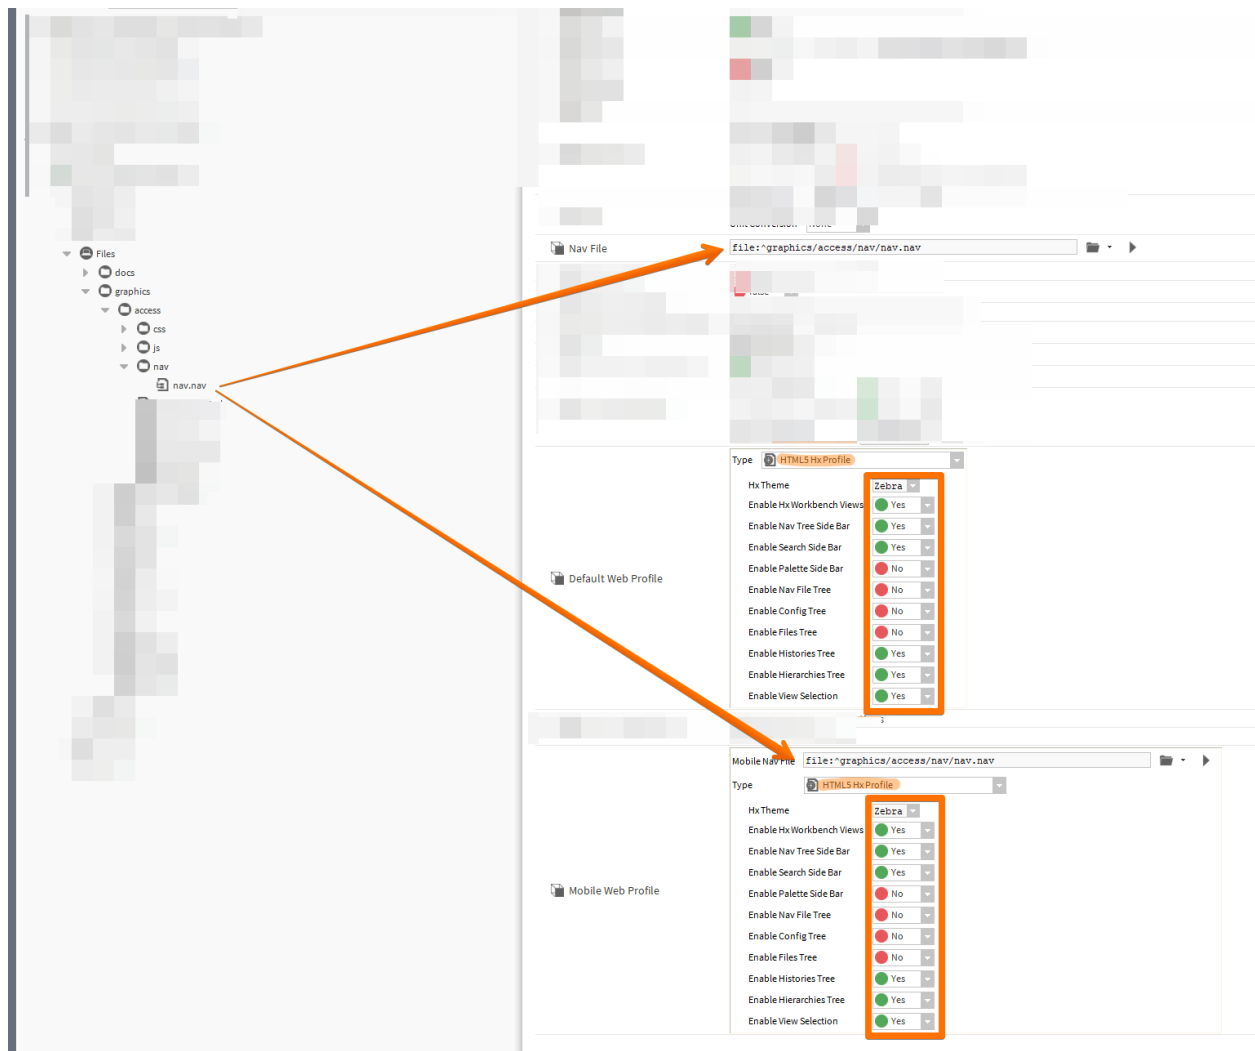 Files
docs
graphics
access
css
js
nav
nav.nav
Nav File
file:^graphics/access/nav/nav.nav
Default Web Profile
Type HTML5 Hx Profile
Hx Theme Zebra
Enable Hx Workbench Views Yes
Enable Nav Tree Side Bar Yes
Enable Search Side Bar Yes
Enable Palette Side Bar No
Enable Nav File Tree No
Enable Config Tree No
Enable Files Tree No
Enable Histories Tree Yes
Enable Hierarchies Tree Yes
Enable View Selection Yes
Mobile Web Profile
Mobile Nav File file:^graphics/access/nav/nav.nav
Type HTML5 Hx Profile
Hx Theme Zebra
Enable Hx Workbench Views Yes
Enable Nav Tree Side Bar Yes
Enable Search Side Bar Yes
Enable Palette Side Bar No
Enable Nav File Tree No
Enable Config Tree No
Enable Files Tree No
Enable Histories Tree Yes
Enable Hierarchies Tree Yes
Enable View Selection Yes